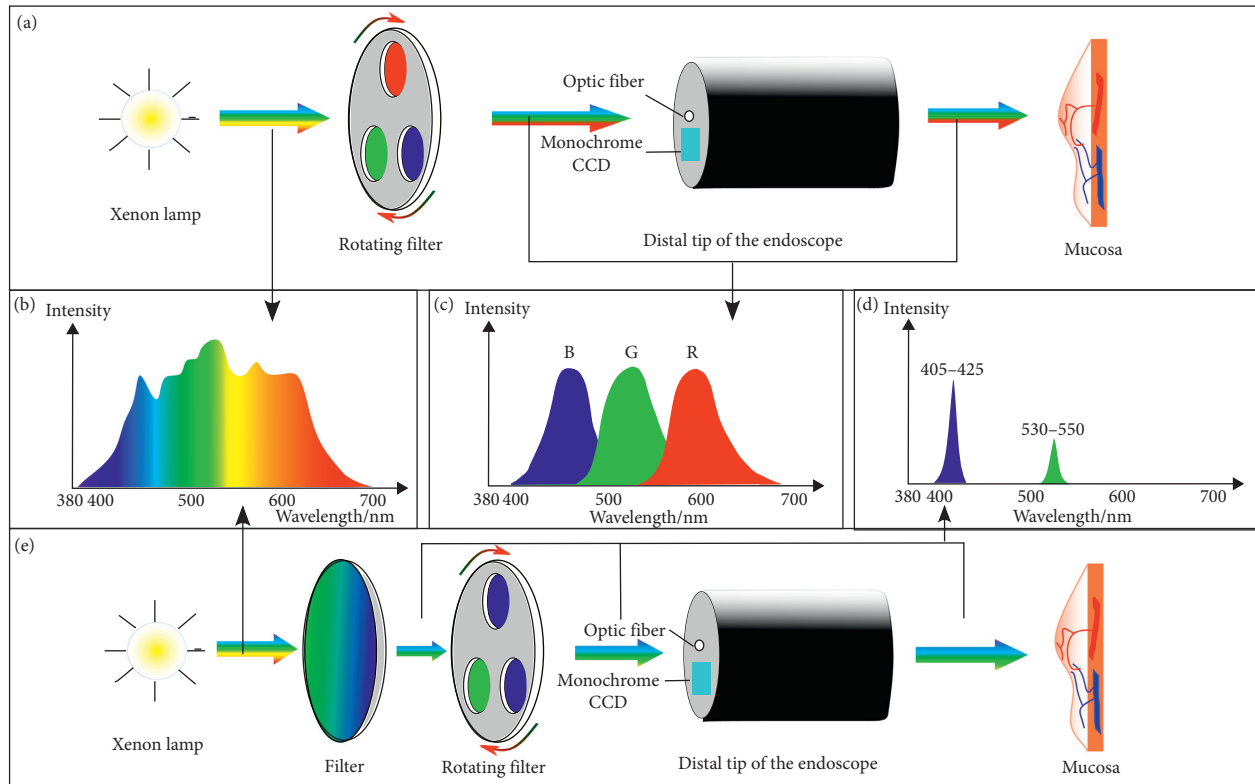 (a)
Optic fiber
Monochrome
CCD
Xenon lamp
Rotating filter
Distal tip of the endoscope
Mucosa
(b)
Intensity
380 400 500 600 700
Wavelength/nm
(c)
Intensity
B G R
380 400 500 600 700
Wavelength/nm
(d)
Intensity
405–425
530–550
380 400 500 600 700
Wavelength/nm
(e)
Optic fiber
Monochrome
CCD
Xenon lamp
Filter
Rotating filter
Distal tip of the endoscope
Mucosa